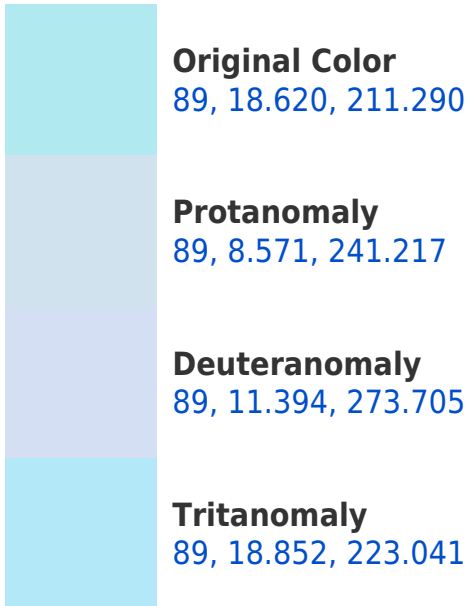 Original Color
89, 18.620, 211.290
Protanomaly
89, 8.571, 241.217
Deuteranomaly
89, 11.394, 273.705
Tritanomaly
89, 18.852, 223.041